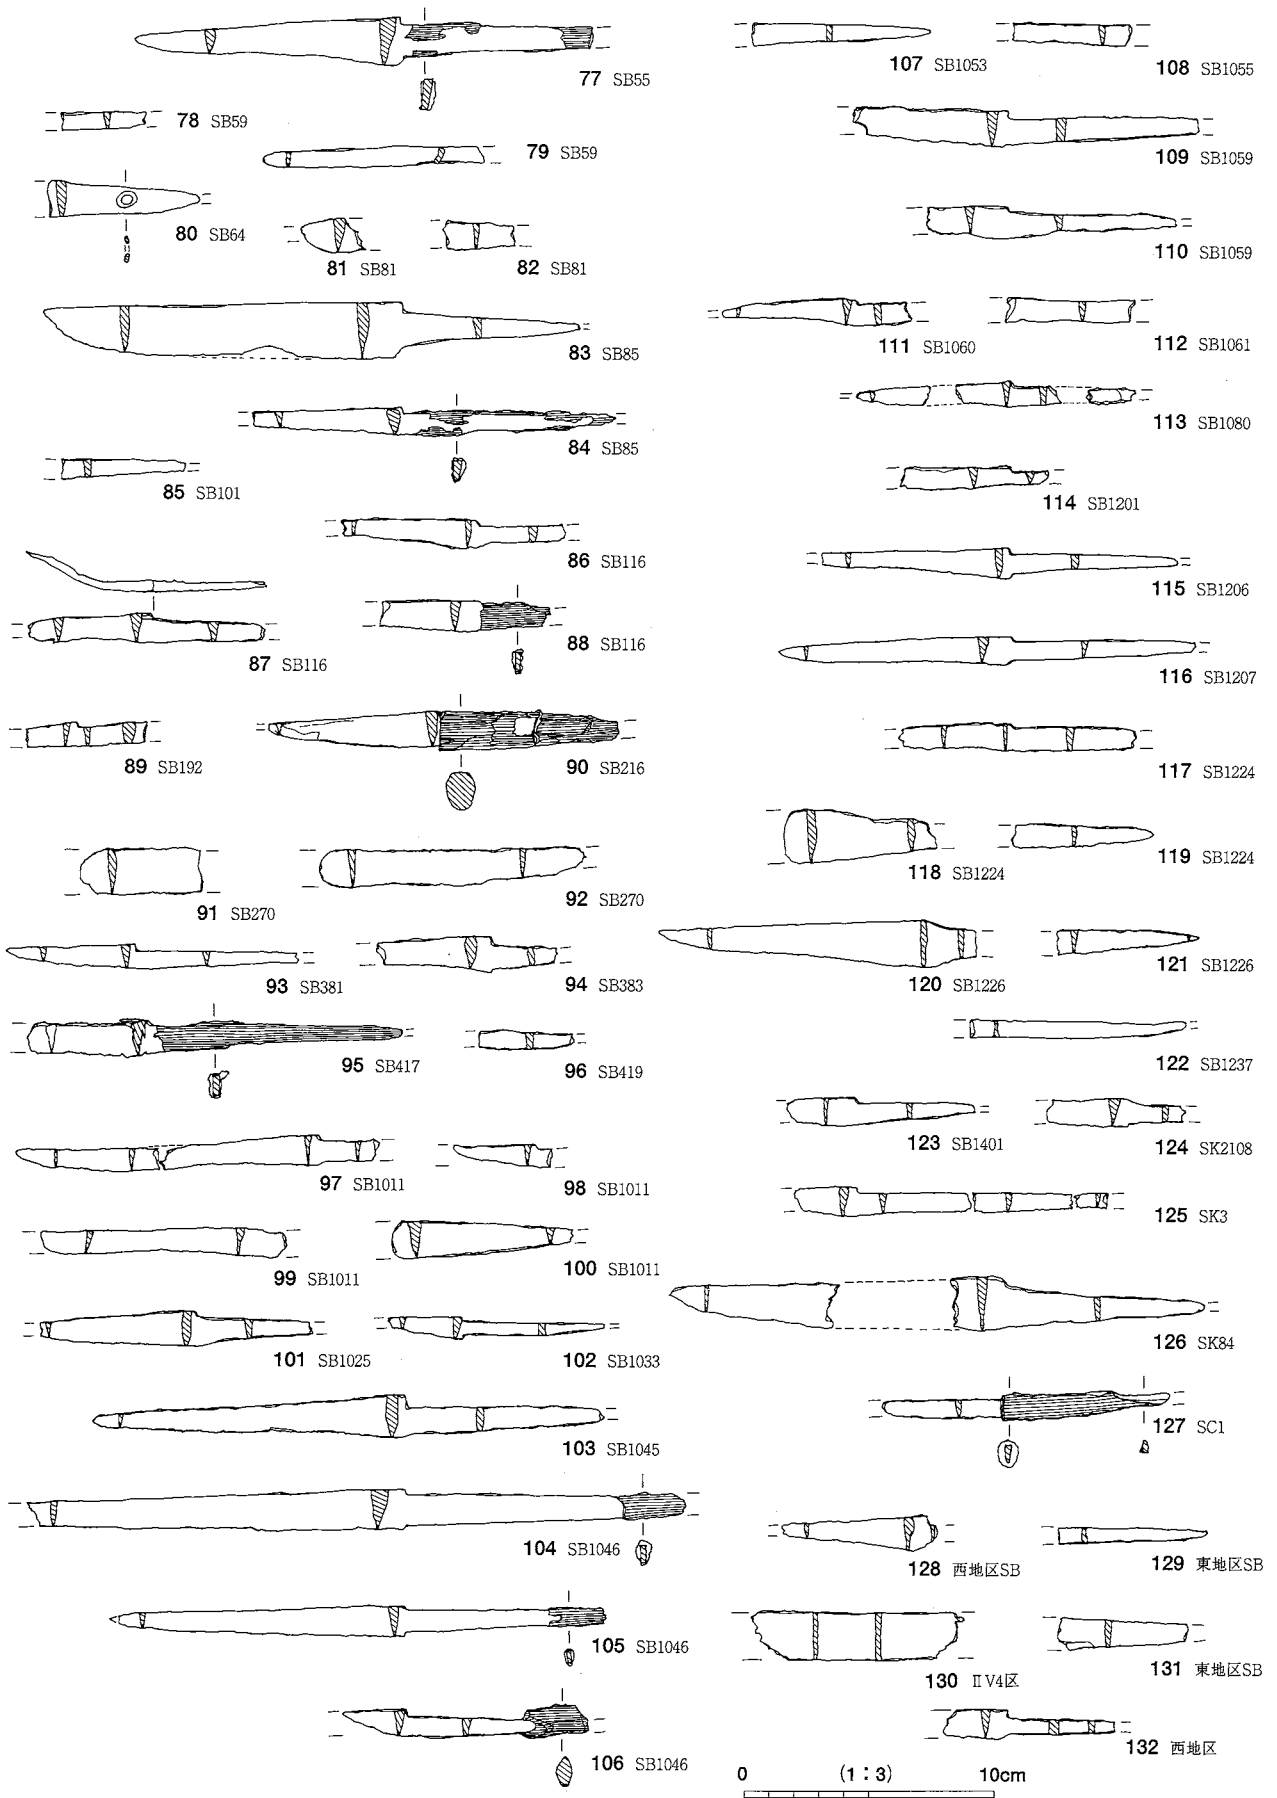 77 SB55
78 SB59
79 SB59
80 SB64
81 SB81
82 SB81
83 SB85
84 SB85
85 SB101
86 SB116
87 SB116
88 SB116
89 SB192
90 SB216
91 SB270
92 SB270
93 SB381
94 SB383
95 SB417
96 SB419
97 SB1011
98 SB1011
99 SB1011
100 SB1011
101 SB1025
102 SB1033
103 SB1045
104 SB1046
105 SB1046
106 SB1046
107 SB1053
108 SB1055
109 SB1059
110 SB1059
111 SB1060
112 SB1061
113 SB1080
114 SB1201
115 SB1206
116 SB1207
117 SB1224
118 SB1224
119 SB1224
120 SB1226
121 SB1226
122 SB1237
123 SB1401
124 SK2108
125 SK3
126 SK84
127 SC1
128 西地区SB
129 東地区SB
130 ⅡV4区
131 東地区SB
132 西地区
0 (1：3) 10cm